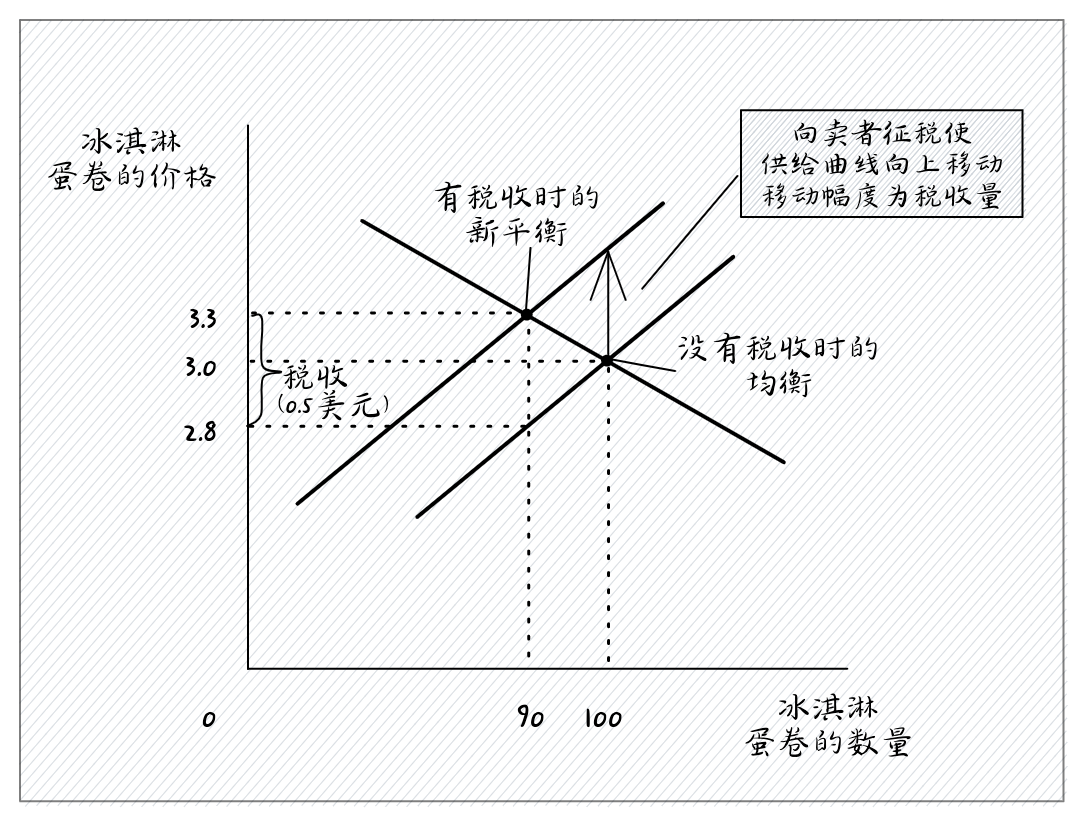 冰淇淋
蛋卷的价格
向卖者征税使
供给曲线向上移动
移动幅度为税收量
有税收时的
新平衡
3.3
3.0
2.8
税收
(0.5美元)
没有税收时的
均衡
0
90
100
冰淇淋
蛋卷的数量